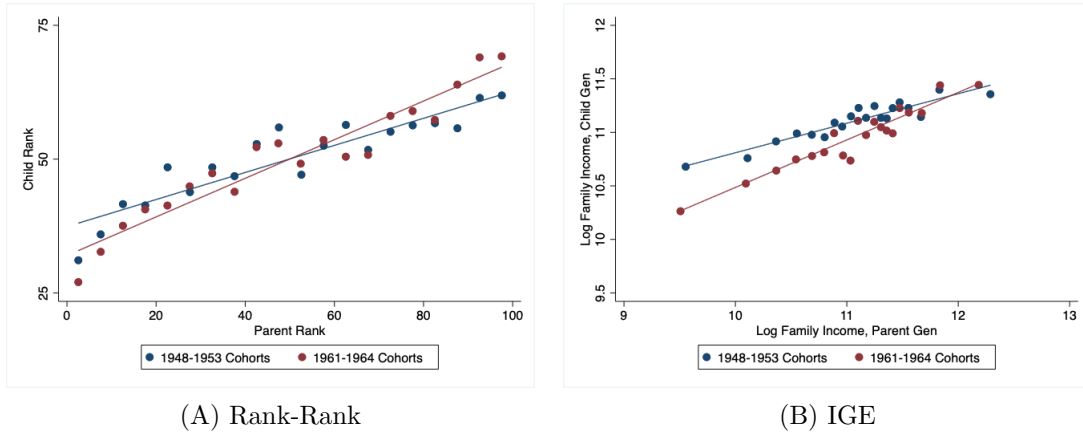 75
50
25
Child Rank
0 20 40 60 80 100
Parent Rank
1948-1953 Cohorts 1961-1964 Cohorts
(A) Rank-Rank
12
11.5
11
10.5
10
9.5
Log Family Income, Child Gen
9 10 11 12 13
Log Family Income, Parent Gen
1948-1953 Cohorts 1961-1964 Cohorts
(B) IGE